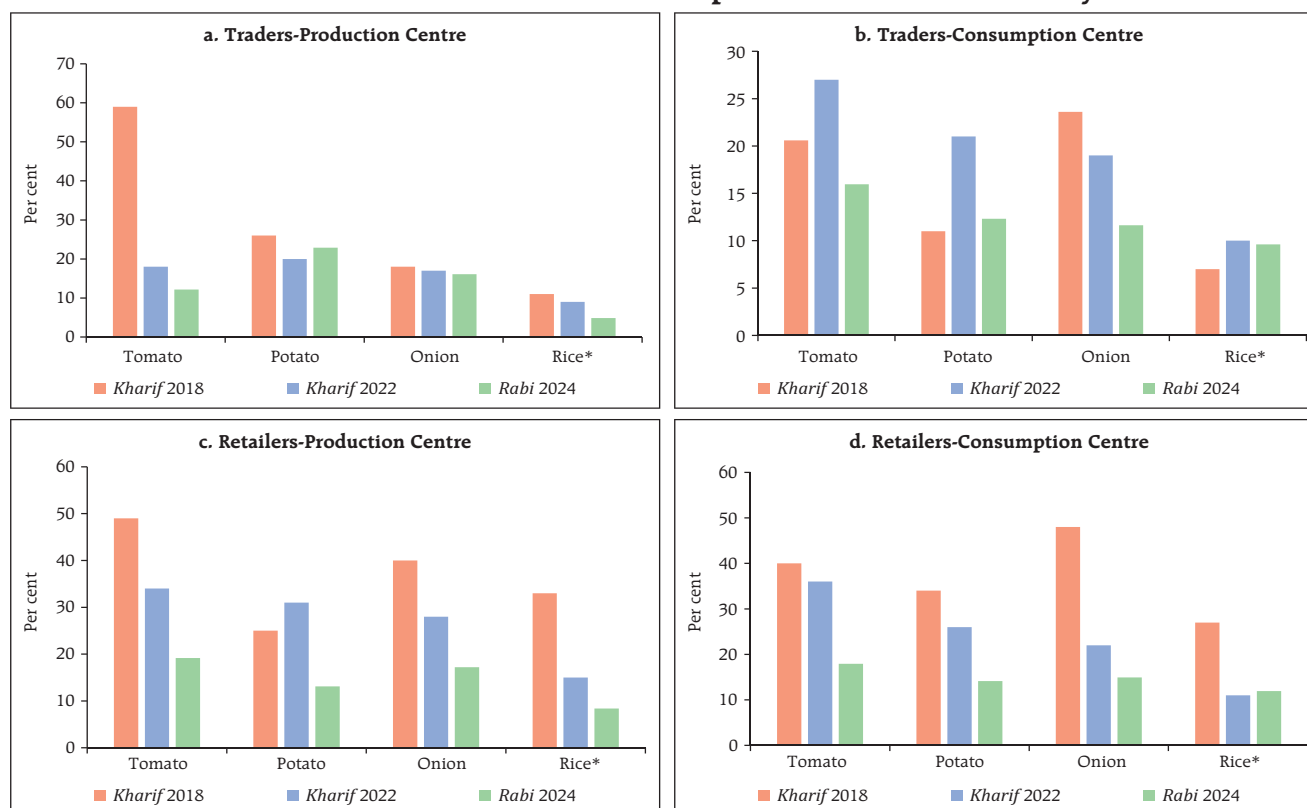 a. Traders-Production Centre
Per cent
70
60
50
40
30
20
10
0
Tomato Potato Onion Rice*
Kharif 2018 Kharif 2022 Rabi 2024
b. Traders-Consumption Centre
Per cent
30
25
20
15
10
5
0
Tomato Potato Onion Rice*
Kharif 2018 Kharif 2022 Rabi 2024
c. Retailers-Production Centre
Per cent
60
50
40
30
20
10
0
Tomato Potato Onion Rice*
Kharif 2018 Kharif 2022 Rabi 2024
d. Retailers-Consumption Centre
Per cent
60
50
40
30
20
10
0
Tomato Potato Onion Rice*
Kharif 2018 Kharif 2022 Rabi 2024